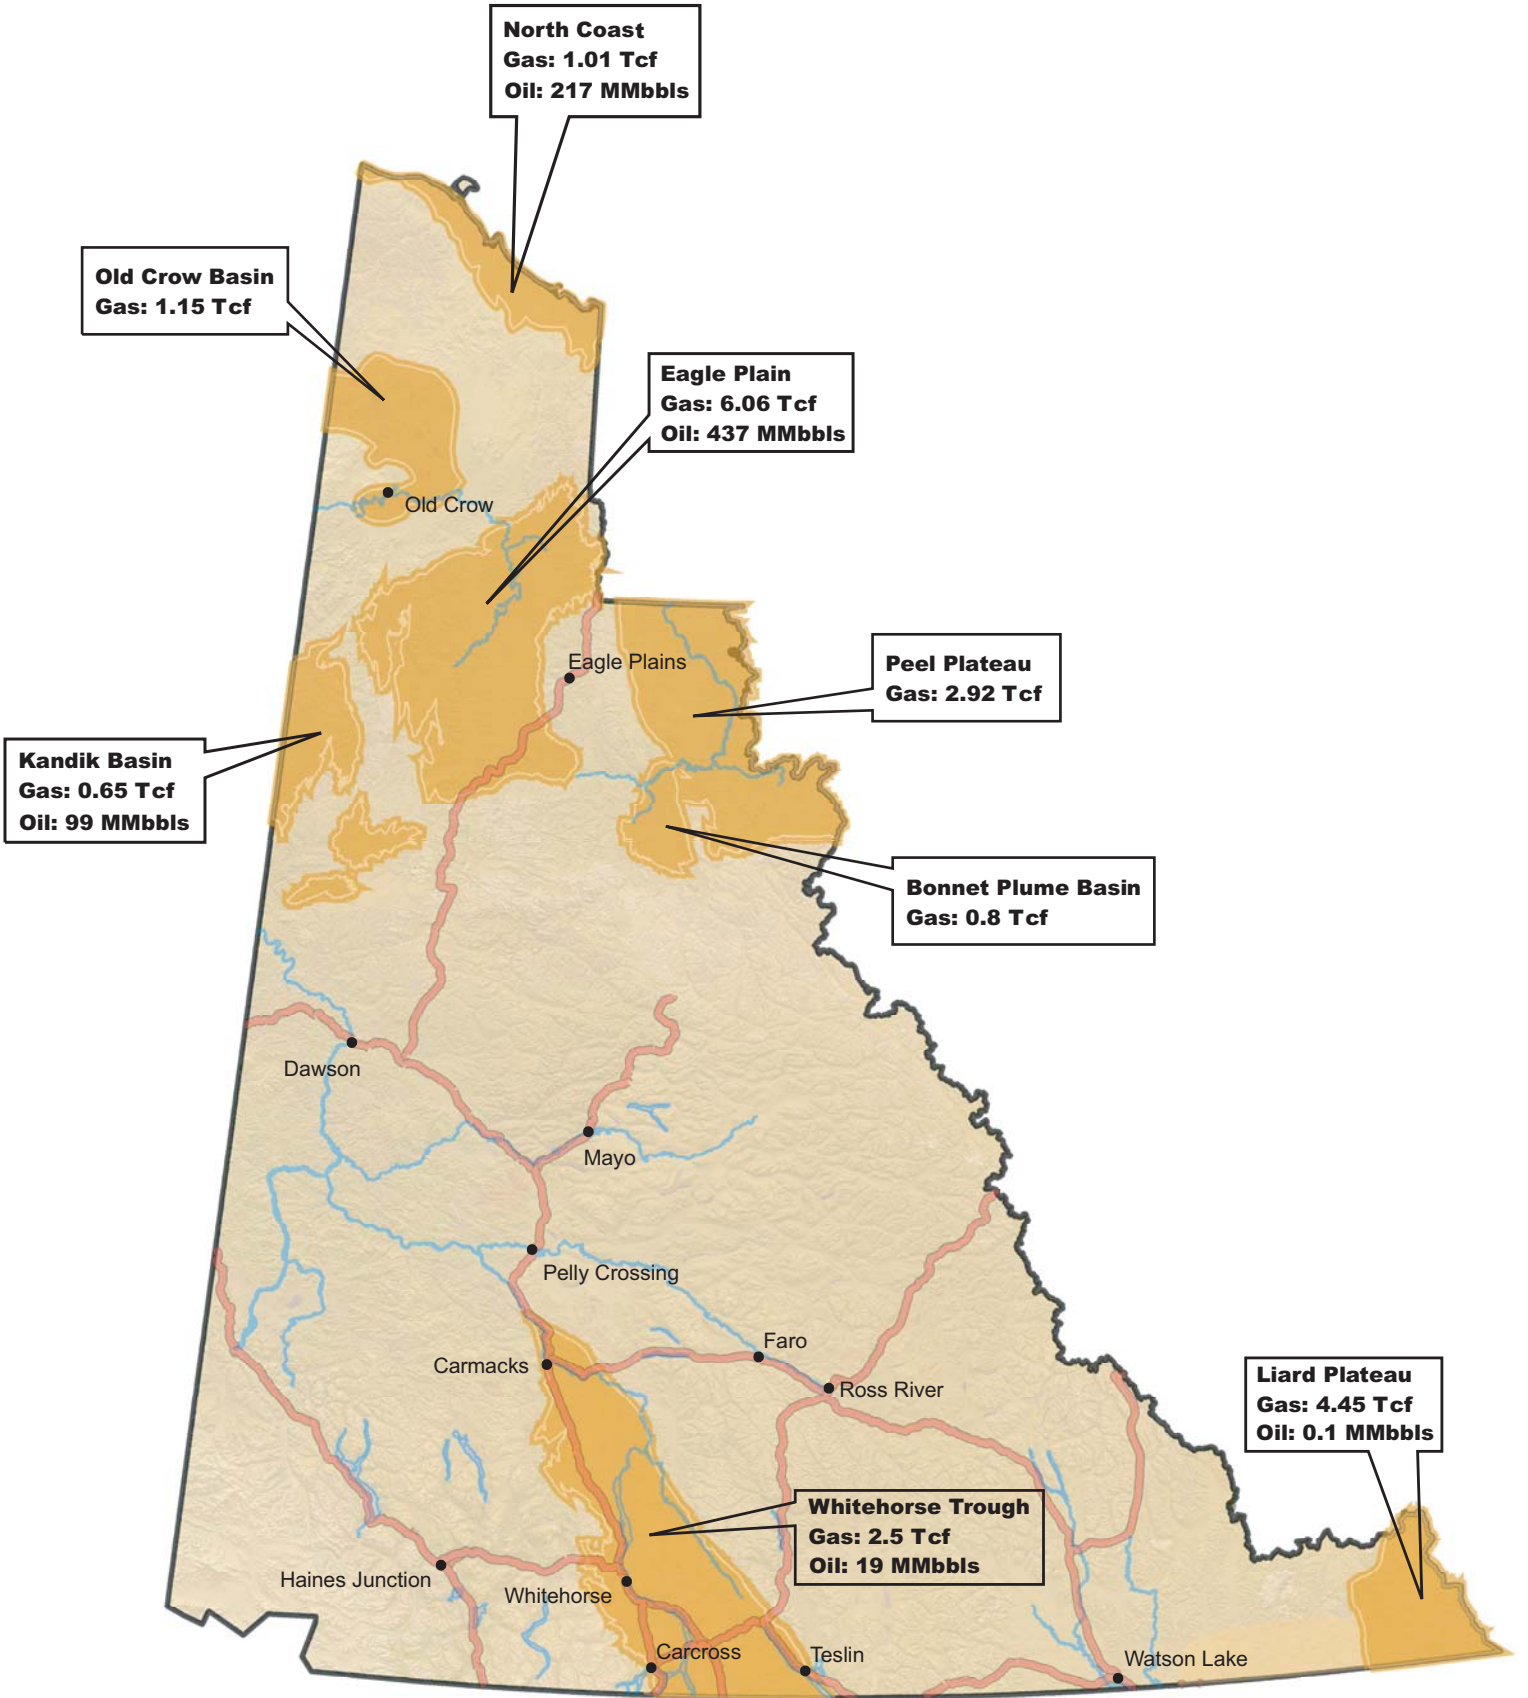 North Coast
Gas: 1.01 Tcf
Oil: 217 MMbbls
Old Crow Basin
Gas: 1.15 Tcf
Eagle Plain
Gas: 6.06 Tcf
Oil: 437 MMbbls
Old Crow
Eagle Plains
Peel Plateau
Gas: 2.92 Tcf
Kandik Basin
Gas: 0.65 Tcf
Oil: 99 MMbbls
Bonnet Plume Basin
Gas: 0.8 Tcf
Dawson
Mayo
Pelly Crossing
Faro
Carmacks
Ross River
Liard Plateau
Gas: 4.45 Tcf
Oil: 0.1 MMbbls
Whitehorse Trough
Gas: 2.5 Tcf
Oil: 19 MMbbls
Haines Junction
Whitehorse
Carcross
Teslin
Watson Lake